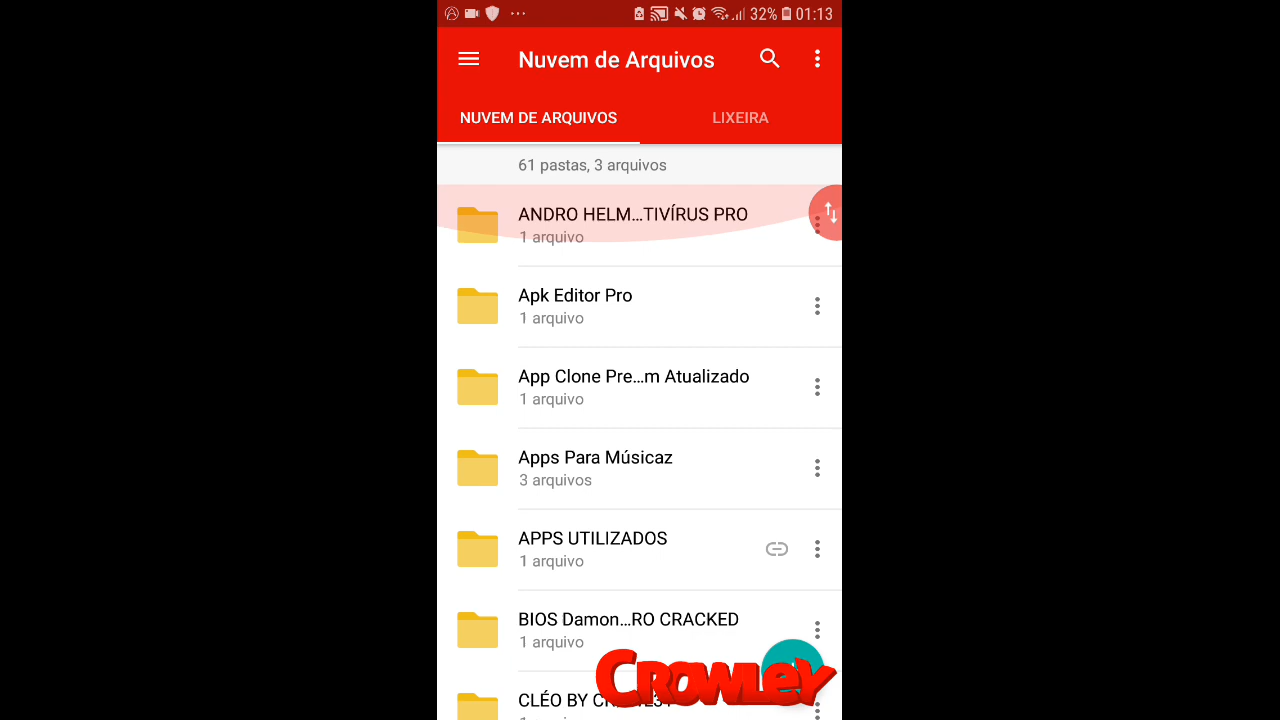 32% 01:13
Nuvem de Arquivos
NUVEM DE ARQUIVOS LIXEIRA
61 pastas, 3 arquivos
ANDRO HELM...TIVÍRUS PRO
1 arquivo
Apk Editor Pro
1 arquivo
App Clone Pre...m Atualizado
1 arquivo
Apps Para Músicaz
3 arquivos
APPS UTILIZADOS
1 arquivo
BIOS Damon...RO CRACKED
1 arquivo
CROWLEY
CLÉO BY